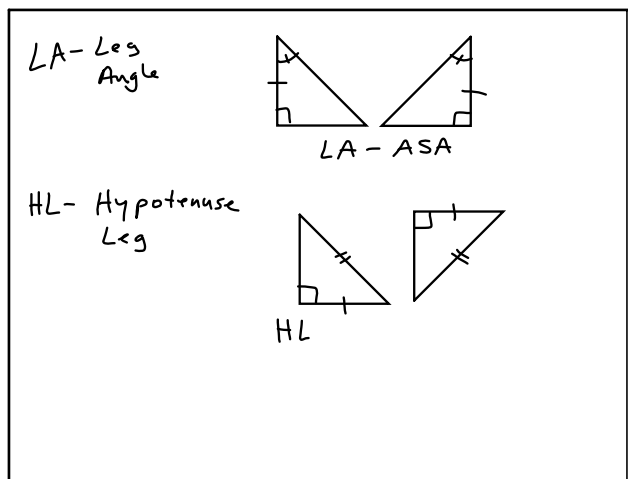 LA- Leg
Angle
LA - ASA
HL- Hypotenuse
Leg
HL